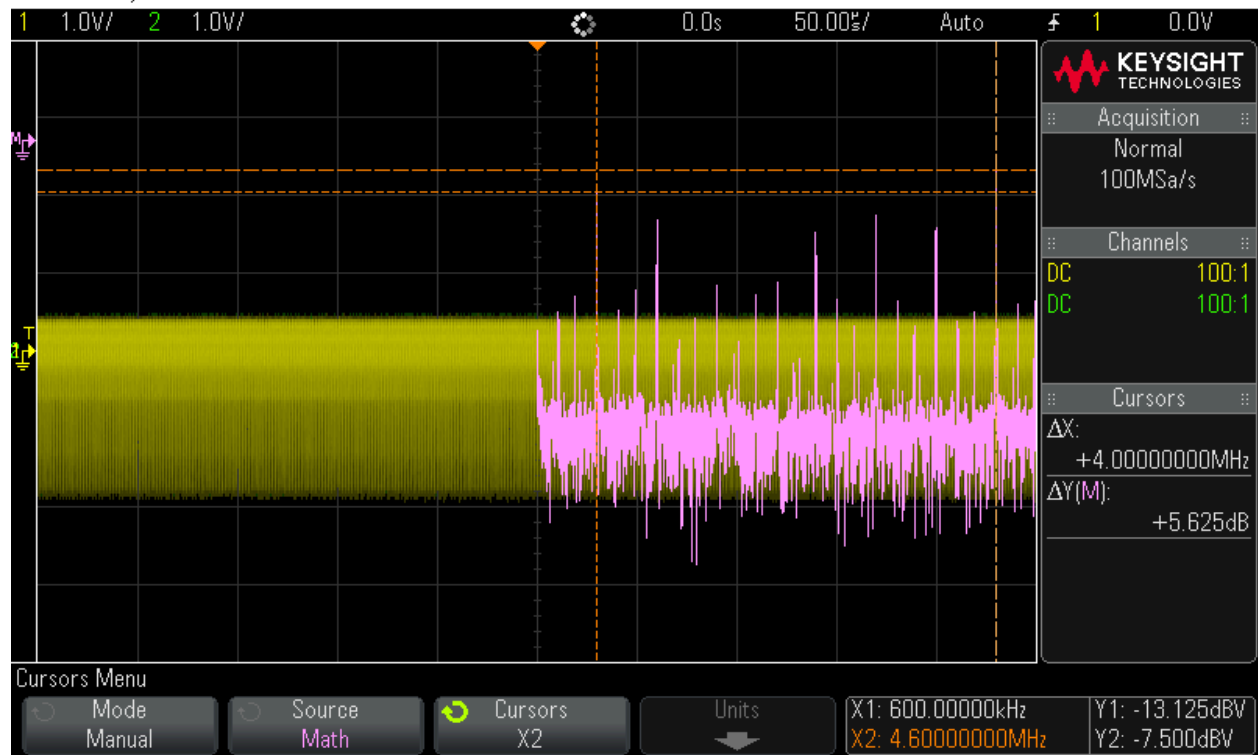 1 1.0V/ 2 1.0V/ 0.0s 50.00µs/ Auto 1 0.0V
KEYSIGHT
TECHNOLOGIES
Acquisition
Normal
100MSa/s
Channels
DC 100:1
DC 100:1
Cursors
ΔX:
+4.00000000MHz
ΔY(M):
+5.625dB
M
T
Cursors Menu
Mode
Manual
Source
Math
Cursors
X2
Units
X1: 600.00000kHz
X2: 4.60000000MHz
Y1: -13.125dBV
Y2: -7.500dBV